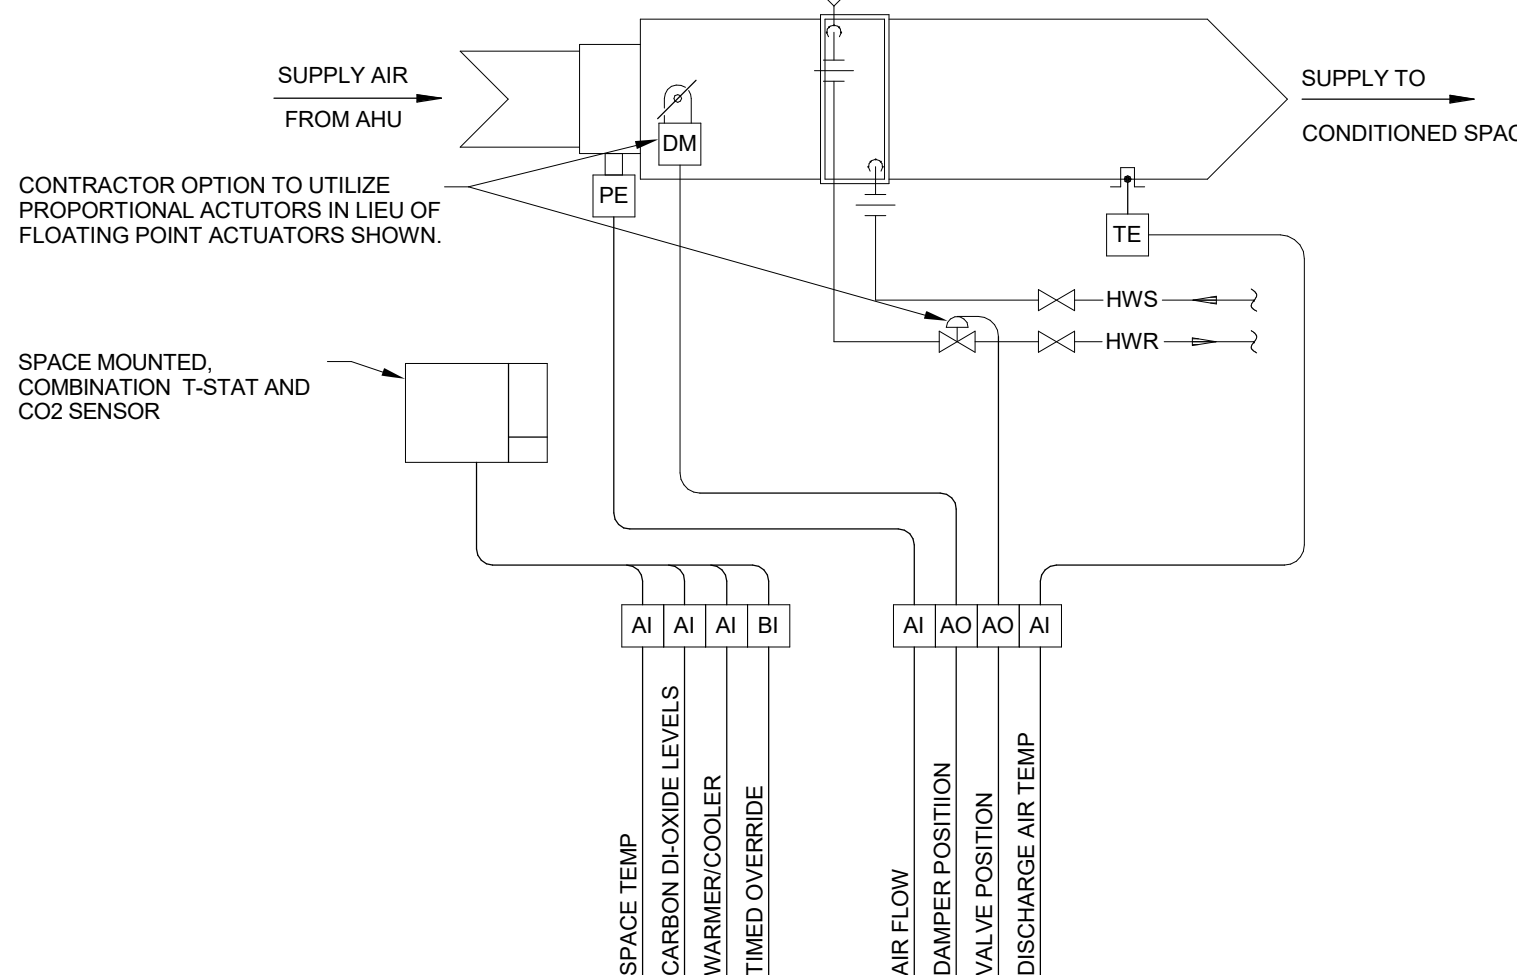 SUPPLY AIR
FROM AHU
SUPPLY TO
CONDITIONED SPAC
DM
PE
TE
CONTRACTOR OPTION TO UTILIZE
PROPORTIONAL ACTUTORS IN LIEU OF
FLOATING POINT ACTUATORS SHOWN.
HWS
HWR
SPACE MOUNTED,
COMBINATION T-STAT AND
CO2 SENSOR
AI AI AI BI
AI AO AO AI
SPACE TEMP
CARBON DI-OXIDE LEVELS
WARMER/COOLER
TIMED OVERRIDE
AIR FLOW
DAMPER POSITIION
VALVE POSITION
DISCHARGE AIR TEMP